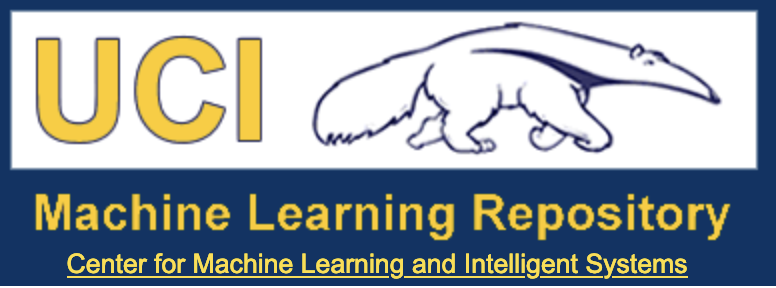 UCI
Machine Learning Repository
Center for Machine Learning and Intelligent Systems